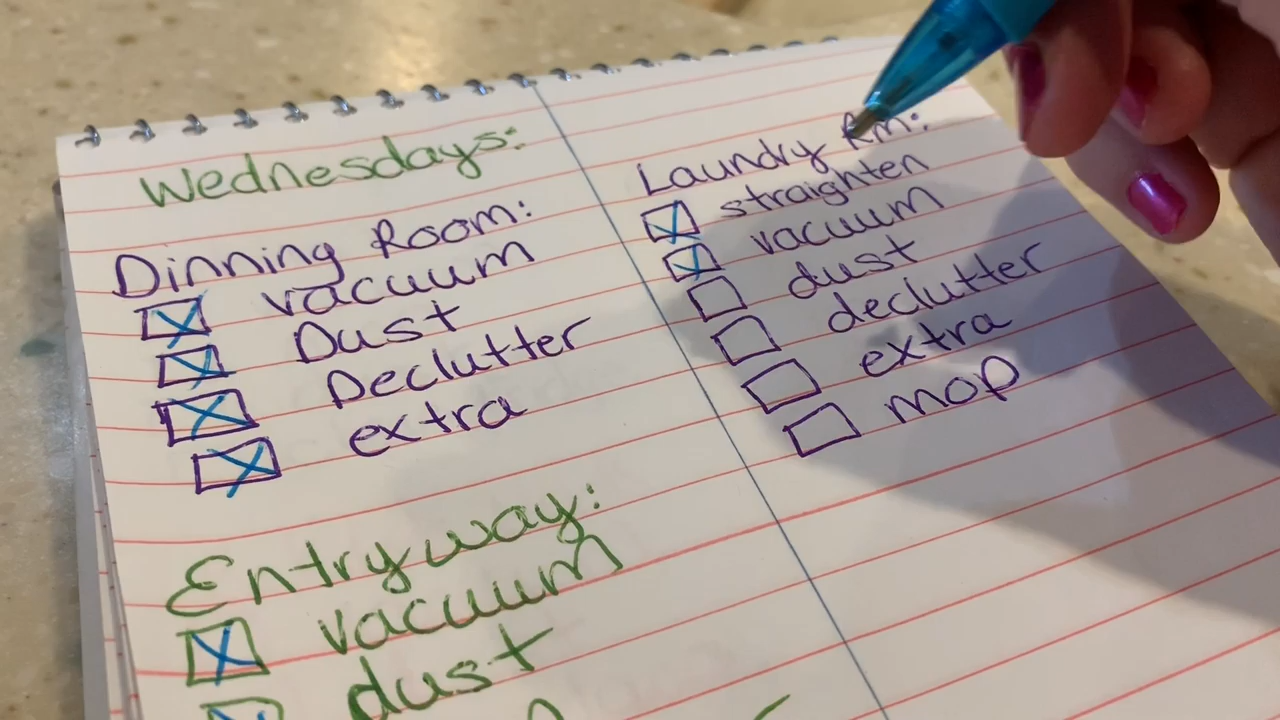 Wednesdays:
Dinning Room:
vacuum
Dust
Declutter
extra
Entryway:
vacuum
dust
Laundry Rm:
straighten
vacuum
dust
declutter
extra
mop